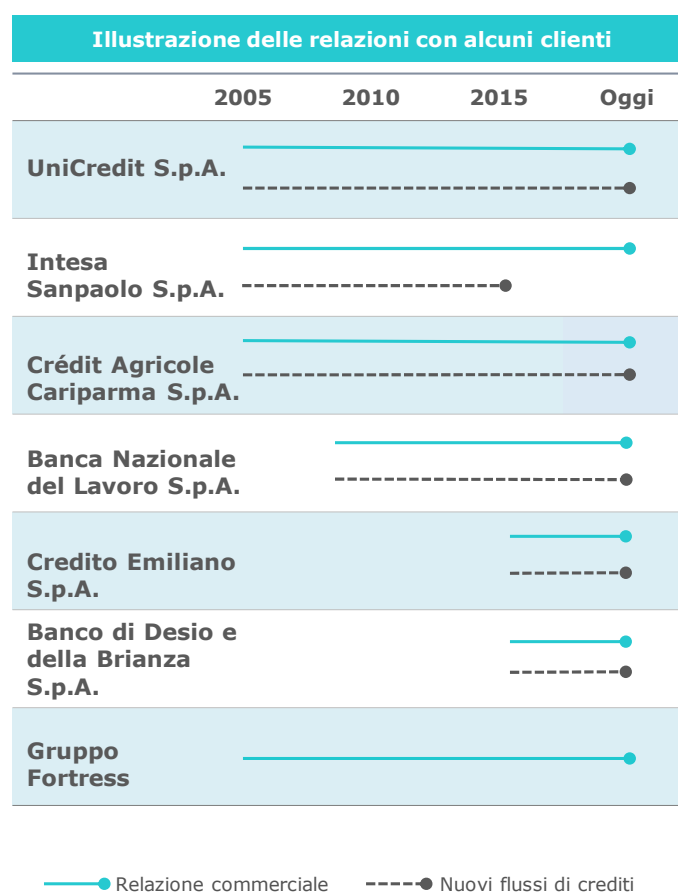 Illustrazione delle relazioni con alcuni clienti
2005 2010 2015 Oggi
UniCredit S.p.A.
Intesa
Sanpaolo S.p.A.
Crédit Agricole
Cariparma S.p.A.
Banca Nazionale
del Lavoro S.p.A.
Credito Emiliano
S.p.A.
Banco di Desio e
della Brianza
S.p.A.
Gruppo
Fortress
Relazione commerciale Nuovi flussi di crediti